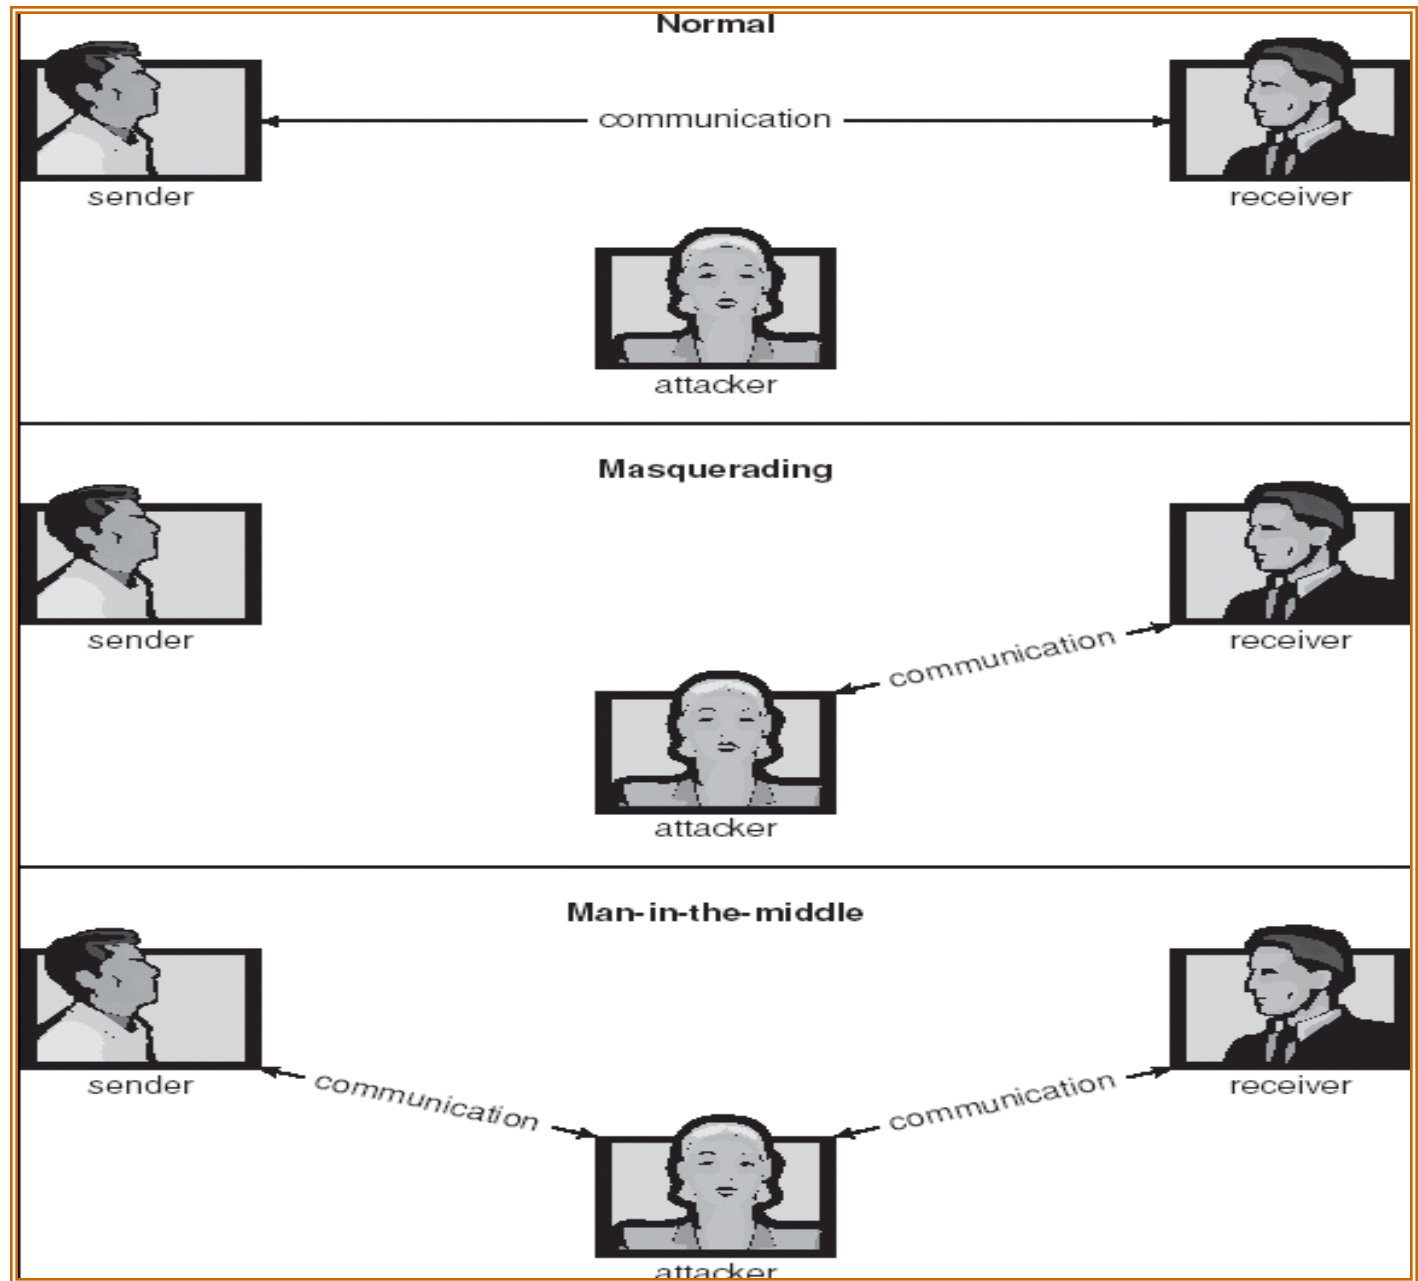 Normal
communication
sender
receiver
attacker
Masquerading
sender
communication
receiver
attacker
Man-in-the-middle
sender
communication
communication
receiver
attacker